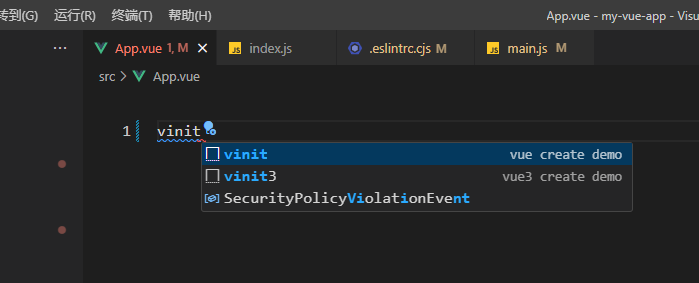 转到(G) 运行(R) 终端(T) 帮助(H) App.vue - my-vue-app - Visu
··· App.vue 1, M × JS index.js .eslintrc.cjs M JS main.js M
src > App.vue
1 vinit
vinit vue create demo
vinit3 vue3 create demo
SecurityPolicyViolationEvent